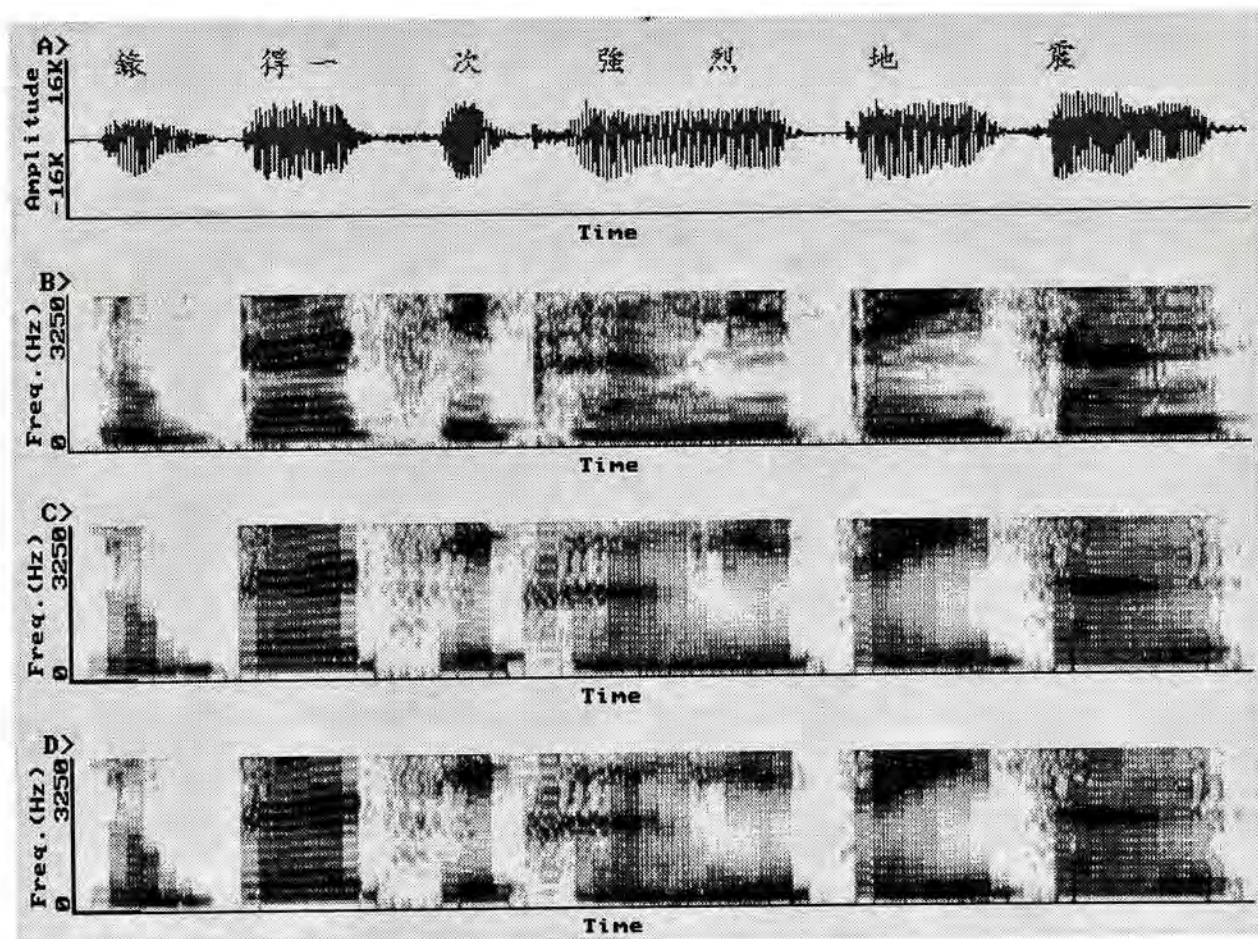 A>
錄 得 一 次 強 烈 地 震
Amplitude
-16K 16K
Time
B>
Freq.(Hz)
0 3250
Time
C>
Freq.(Hz)
0 3250
Time
D>
Freq.(Hz)
0 3250
Time